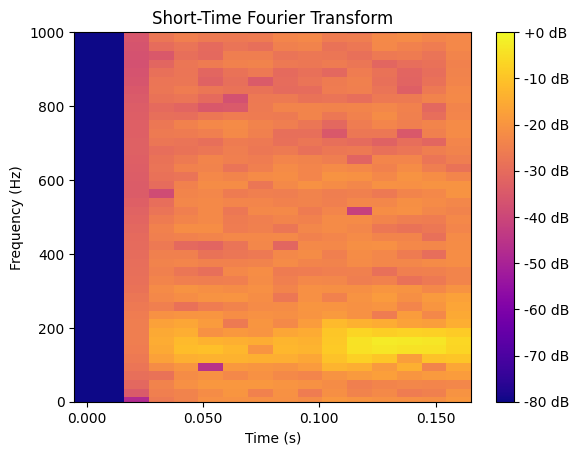 Short-Time Fourier Transform
1000
800
600
400
200
0
Frequency (Hz)
0.000
0.050
0.100
0.150
Time (s)
+0 dB
-10 dB
-20 dB
-30 dB
-40 dB
-50 dB
-60 dB
-70 dB
-80 dB